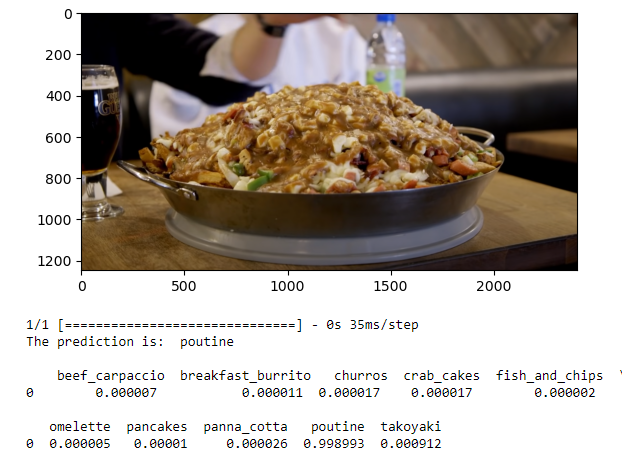 0
200
400
600
800
1000
1200
0 500 1000 1500 2000
1/1 [==============================] - 0s 35ms/step
The prediction is:  poutine
beef_carpaccio  breakfast_burrito   churros  crab_cakes  fish_and_chips  \
0        0.000007           0.000011  0.000017    0.000017        0.000002
omelette  pancakes  panna_cotta   poutine  takoyaki
0  0.000005   0.00001     0.000026  0.998993  0.000912